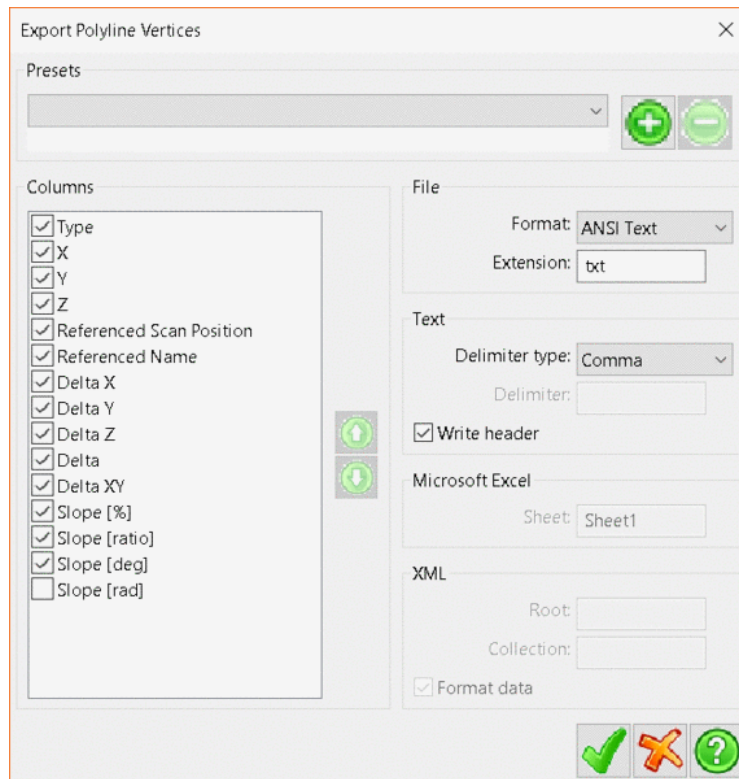 Export Polyline Vertices
Presets
Columns
Type
X
Y
Z
Referenced Scan Position
Referenced Name
Delta X
Delta Y
Delta Z
Delta
Delta XY
Slope [%]
Slope [ratio]
Slope [deg]
Slope [rad]
File
Format: ANSI Text
Extension: txt
Text
Delimiter type: Comma
Delimiter:
Write header
Microsoft Excel
Sheet: Sheet1
XML
Root:
Collection:
Format data